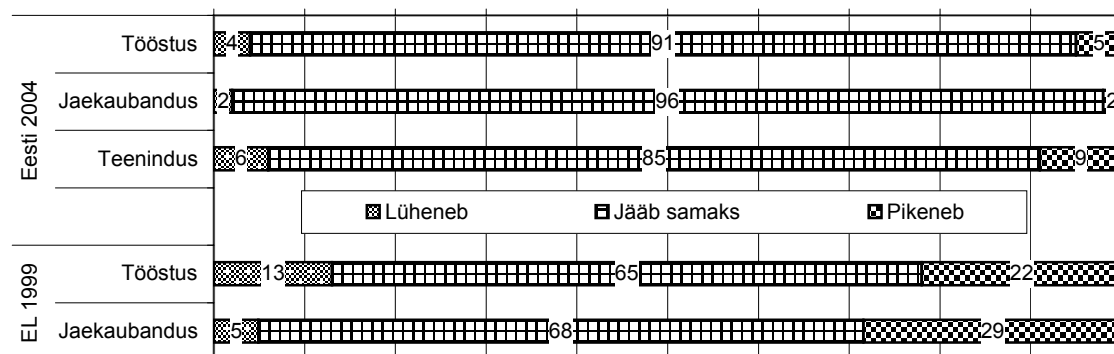 Eesti 2004
Tööstus 4 91 5
Jaekaubandus 2 96 2
Teenindus 6 85 9
Lüheneb Jääb samaks Pikeneb
EL 1999
Tööstus 13 65 22
Jaekaubandus 5 68 29